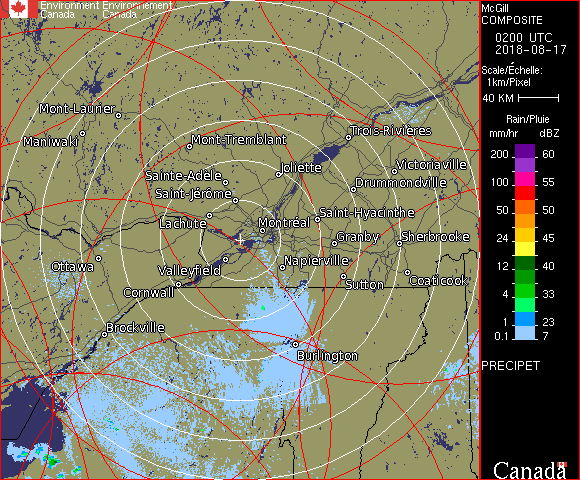 Environment Environnement
Canada Canada
Mont-Laurier
Trois-Rivières
Maniwaki
Mont-Tremblant
Joliette
Victoriaville
Sainte-Adèle
Drummondville
Saint-Jérôme
Saint-Hyacinthe
Lachute
Montréal
Granby
Sherbrooke
Ottawa
Valleyfield
Napierville
Cornwall
Sutton
Coaticook
Brockville
Burlington
McGill
COMPOSITE
0200 UTC
2018-08-17
Scale/Échelle:
1km/Pixel
40 KM
Rain/Pluie
mm/hr dBZ
200 60
100 55
50 50
24 45
12 40
4 33
1 23
0.1 7
PRECIPET
Canada